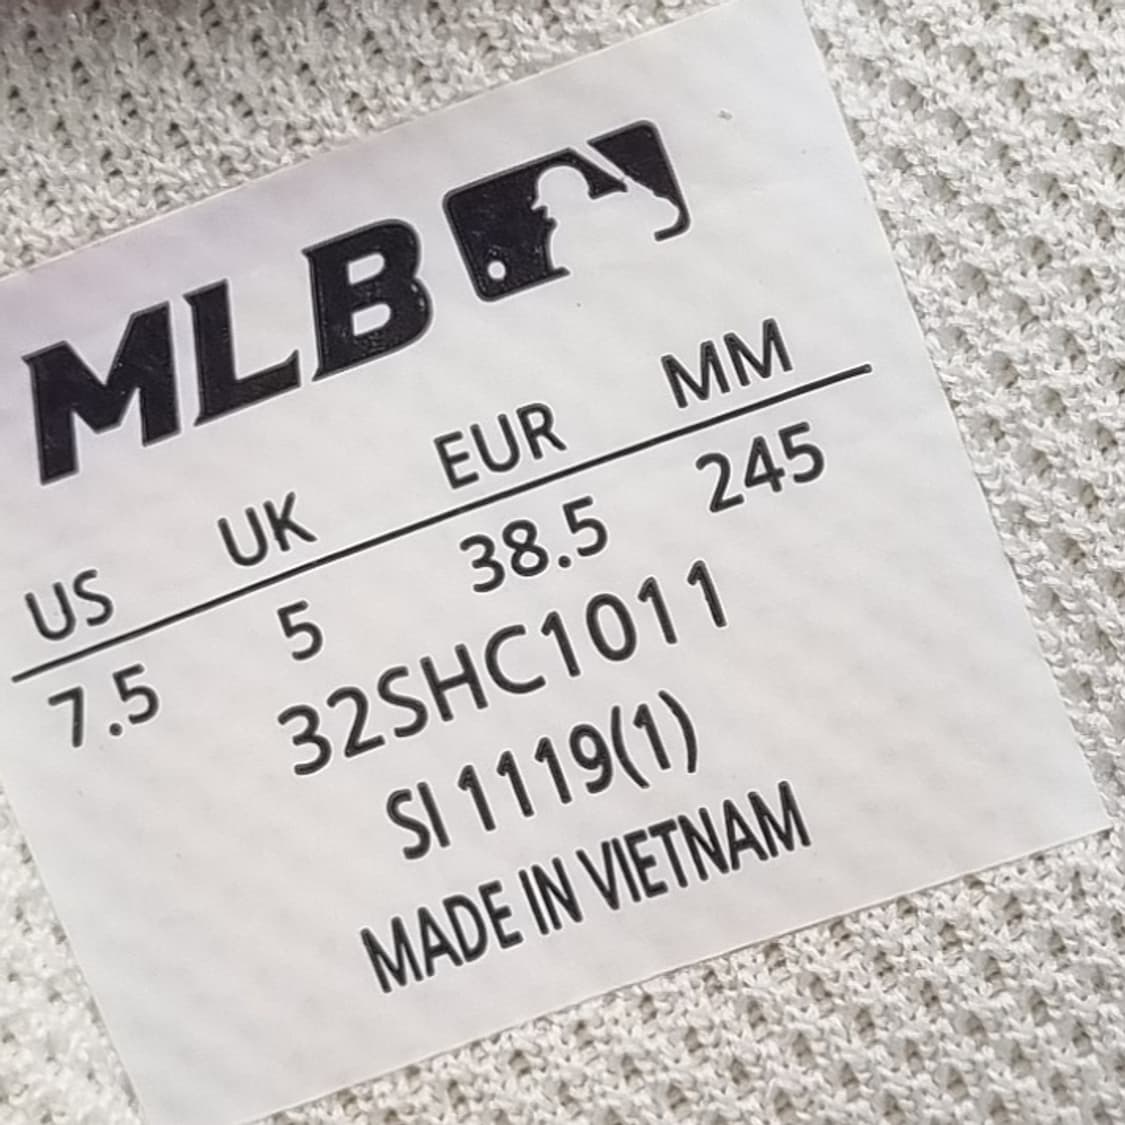 MLB
US UK EUR MM
7.5 5 38.5 245
32SHC1011
SI 1119(1)
MADE IN VIETNAM